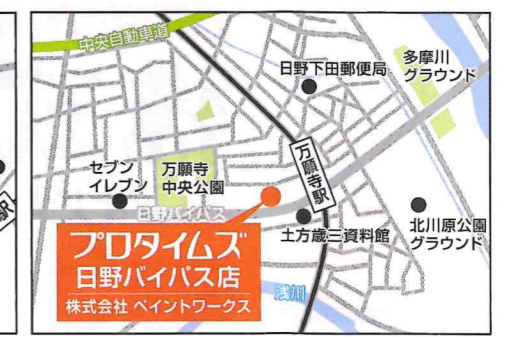 中央自動車道
日野下田郵便局
多摩川
グラウンド
万願寺駅
セブン
イレブン
万願寺
中央公園
日野バイパス
土方歳三資料館
北川原公園
グラウンド
プロタイムズ
日野バイパス店
株式会社 ペイントワークス
浅川
駅